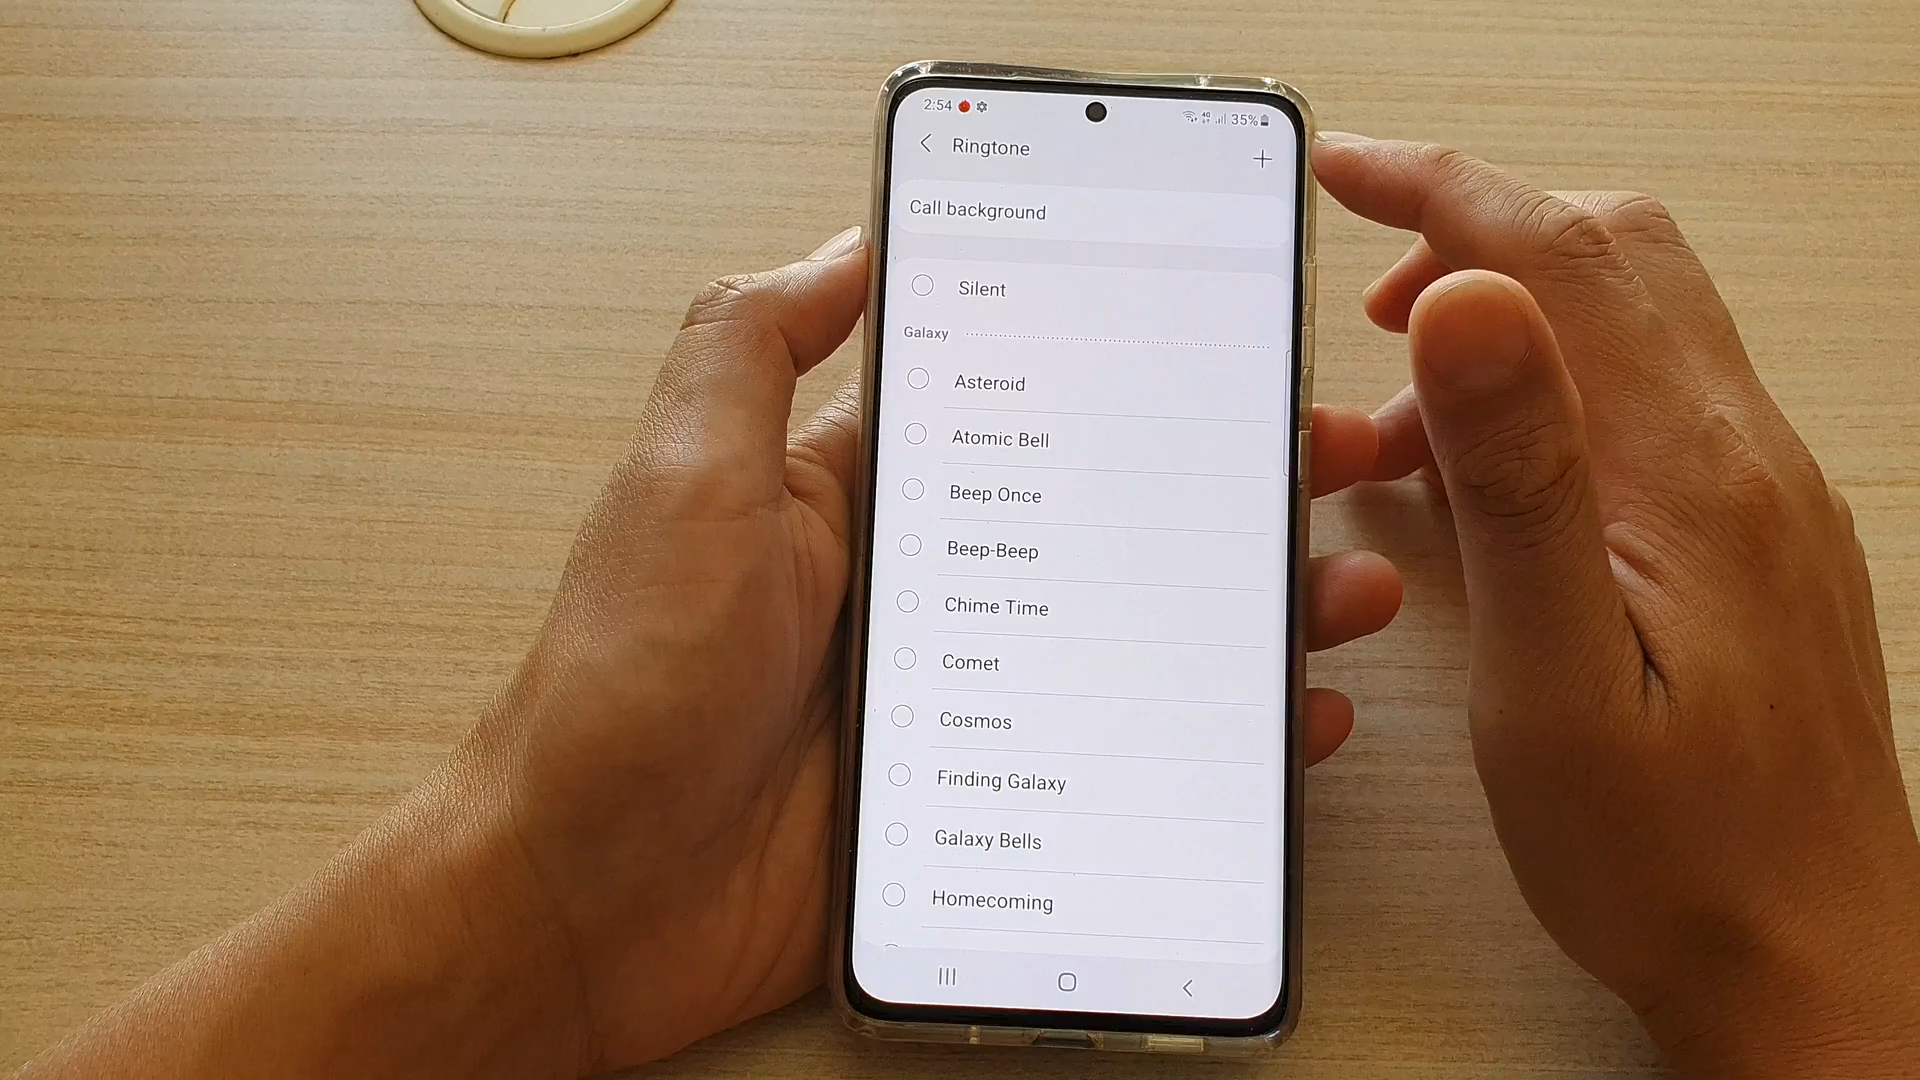 2:54 4G 35%
Ringtone
Call background
Silent
Galaxy
Asteroid
Atomic Bell
Beep Once
Beep-Beep
Chime Time
Comet
Cosmos
Finding Galaxy
Galaxy Bells
Homecoming